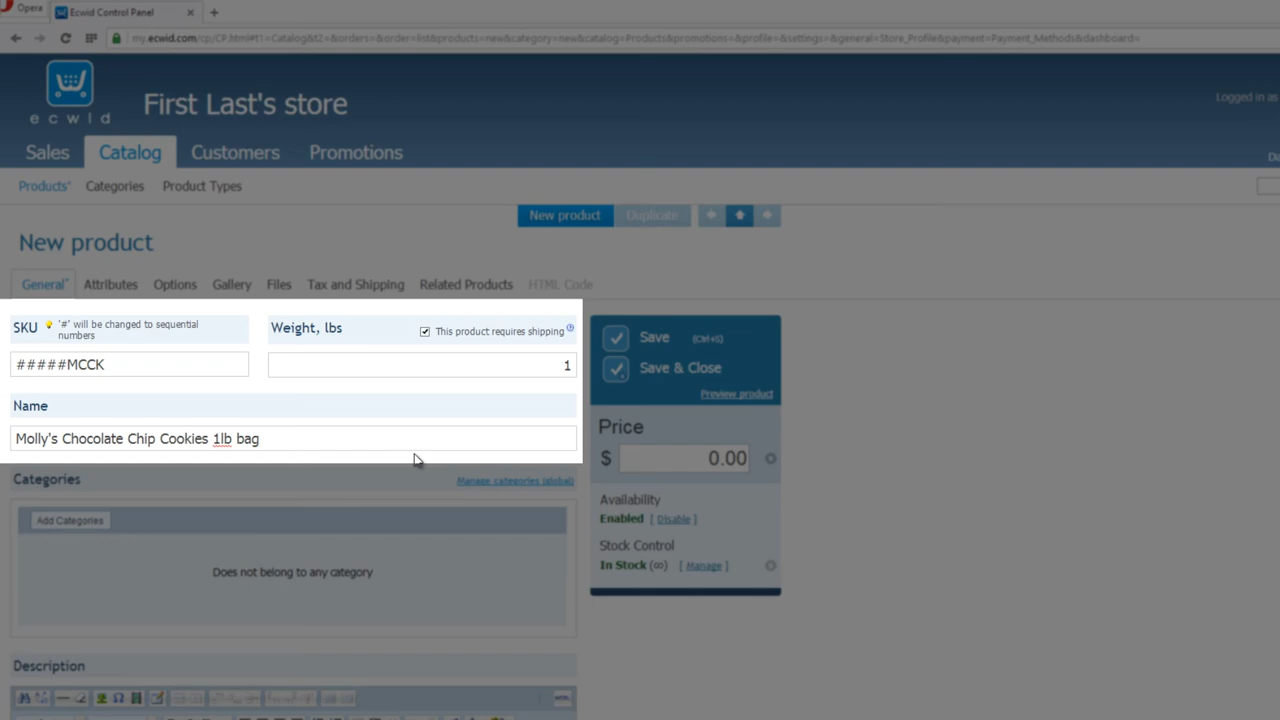 Opera
Ecwid Control Panel
my.ecwid.com/cp/CP.html#t1=Catalog&t2=&orders=&order=list&products=new&category=new&catalog=Products&promotions=&profile=&settings=&general=Store_Profile&payment=Payment_Methods&dashboard=
ecwid
First Last's store
Logged in as
Sales Catalog Customers Promotions
Products* Categories Product Types
New product Duplicate
New product
General* Attributes Options Gallery Files Tax and Shipping Related Products HTML Code
SKU '#' will be changed to sequential
numbers
Weight, lbs This product requires shipping
#####MCCK
1
Name
Molly's Chocolate Chip Cookies 1lb bag
Save (Ctrl+S)
Save & Close
Preview product
Price
$ 0.00
Categories Manage categories (global)
Add Categories
Does not belong to any category
Availability
Enabled [ Disable ]
Stock Control
In Stock (∞) [ Manage ]
Description
HTML